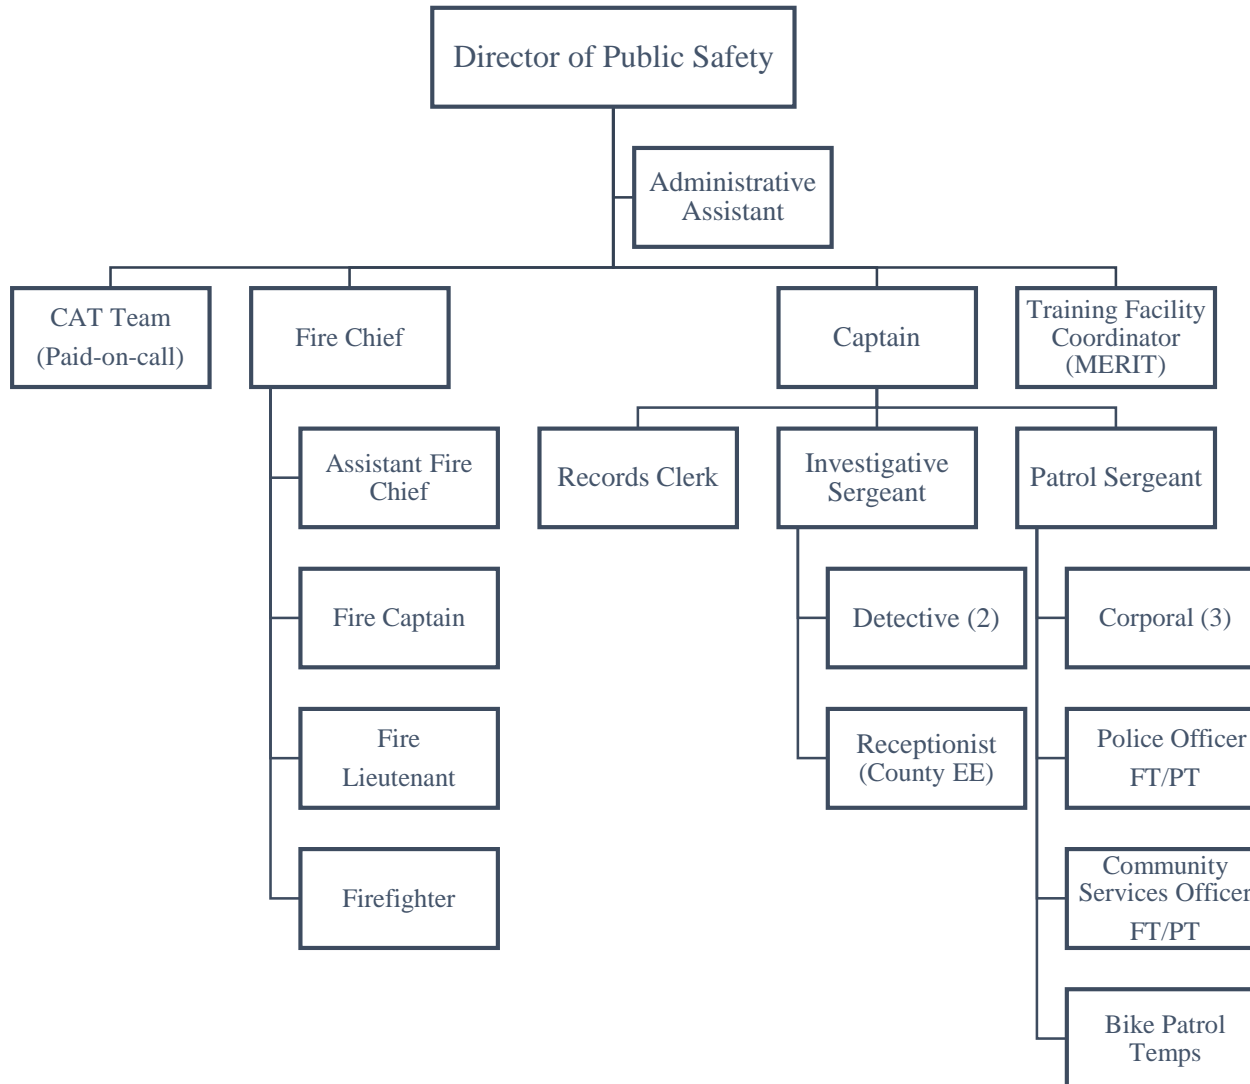 Director of Public Safety
Administrative
Assistant
CAT Team
(Paid-on-call)
Fire Chief
Captain
Training Facility
Coordinator
(MERIT)
Assistant Fire
Chief
Records Clerk
Investigative
Sergeant
Patrol Sergeant
Fire Captain
Detective (2)
Corporal (3)
Fire
Lieutenant
Receptionist
(County EE)
Police Officer
FT/PT
Firefighter
Community
Services Officer
FT/PT
Bike Patrol
Temps